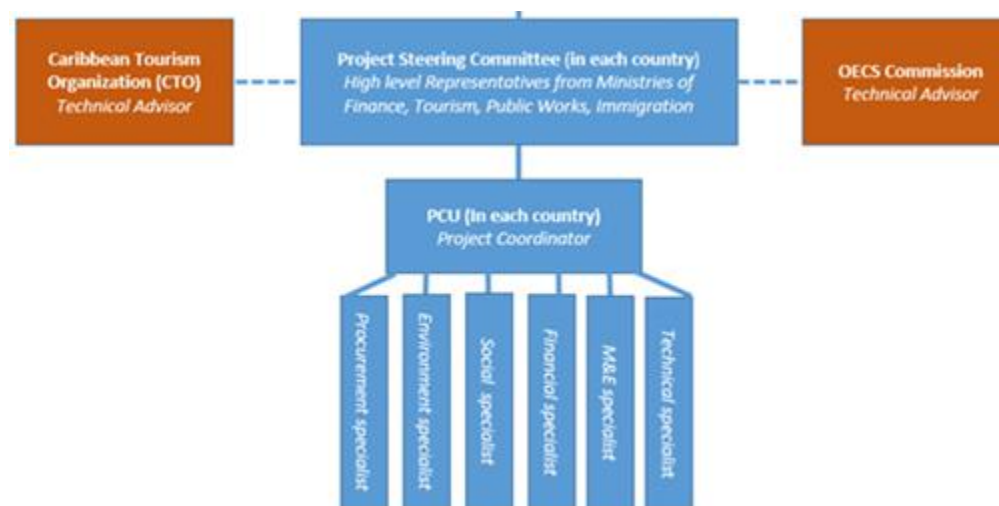 Caribbean Tourism
Organization (CTO)
Technical Advisor
Project Steering Committee (in each country)
High level Representatives from Ministries of
Finance, Tourism, Public Works, Immigration
OECS Commission
Technical Advisor
PCU (In each country)
Project Coordinator
Procurement specialist
Environment specialist
Social specialist
Financial specialist
M&E specialist
Technical specialist